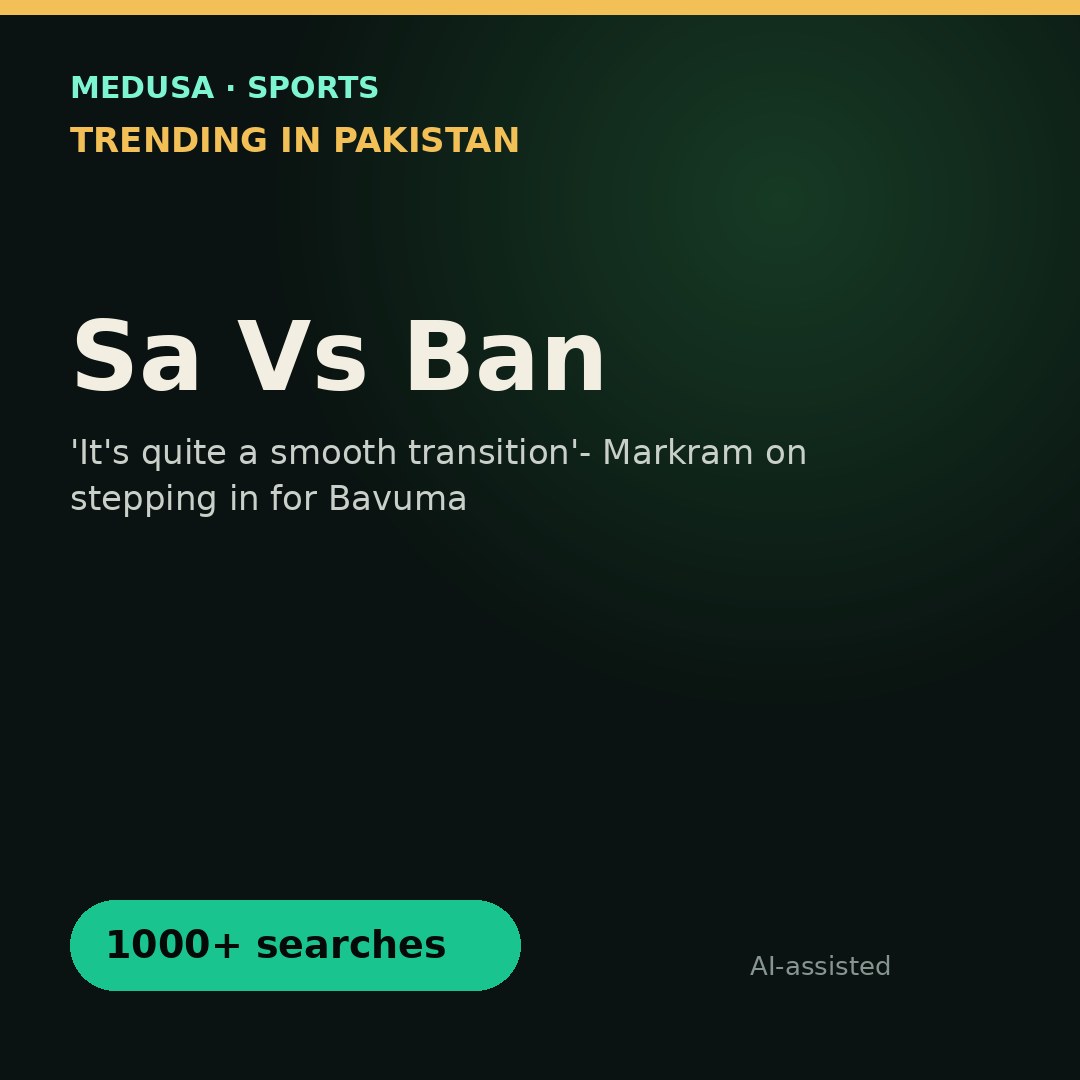 MEDUSA · SPORTS
TRENDING IN PAKISTAN
Sa Vs Ban
'It's quite a smooth transition'- Markram on
stepping in for Bavuma
1000+ searches
AI-assisted